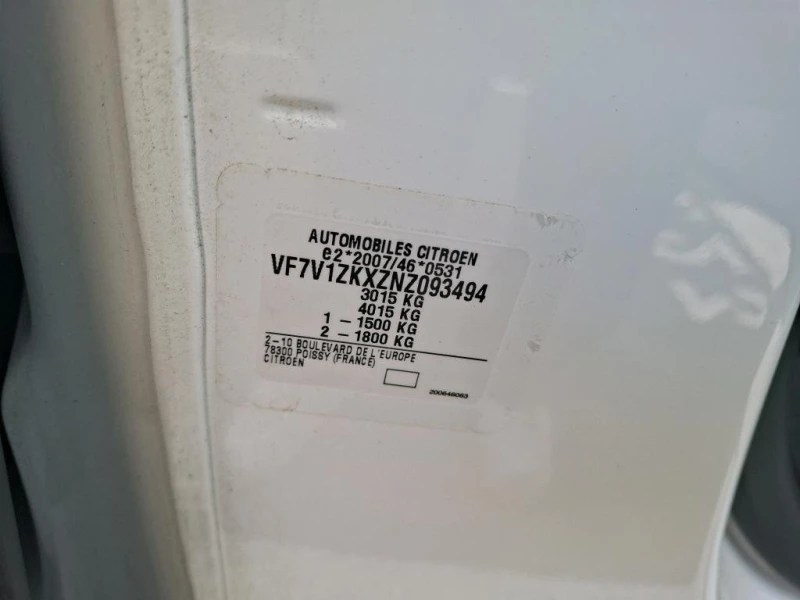 AUTOMOBILES CITROEN
e2*2007/46*0531
VF7V1ZKXZNZ093494
3015 KG
4015 KG
1 - 1500 KG
2 - 1800 KG
2-10 BOULEVARD DE L'EUROPE
78300 POISSY (FRANCE)
CITROEN
200846083